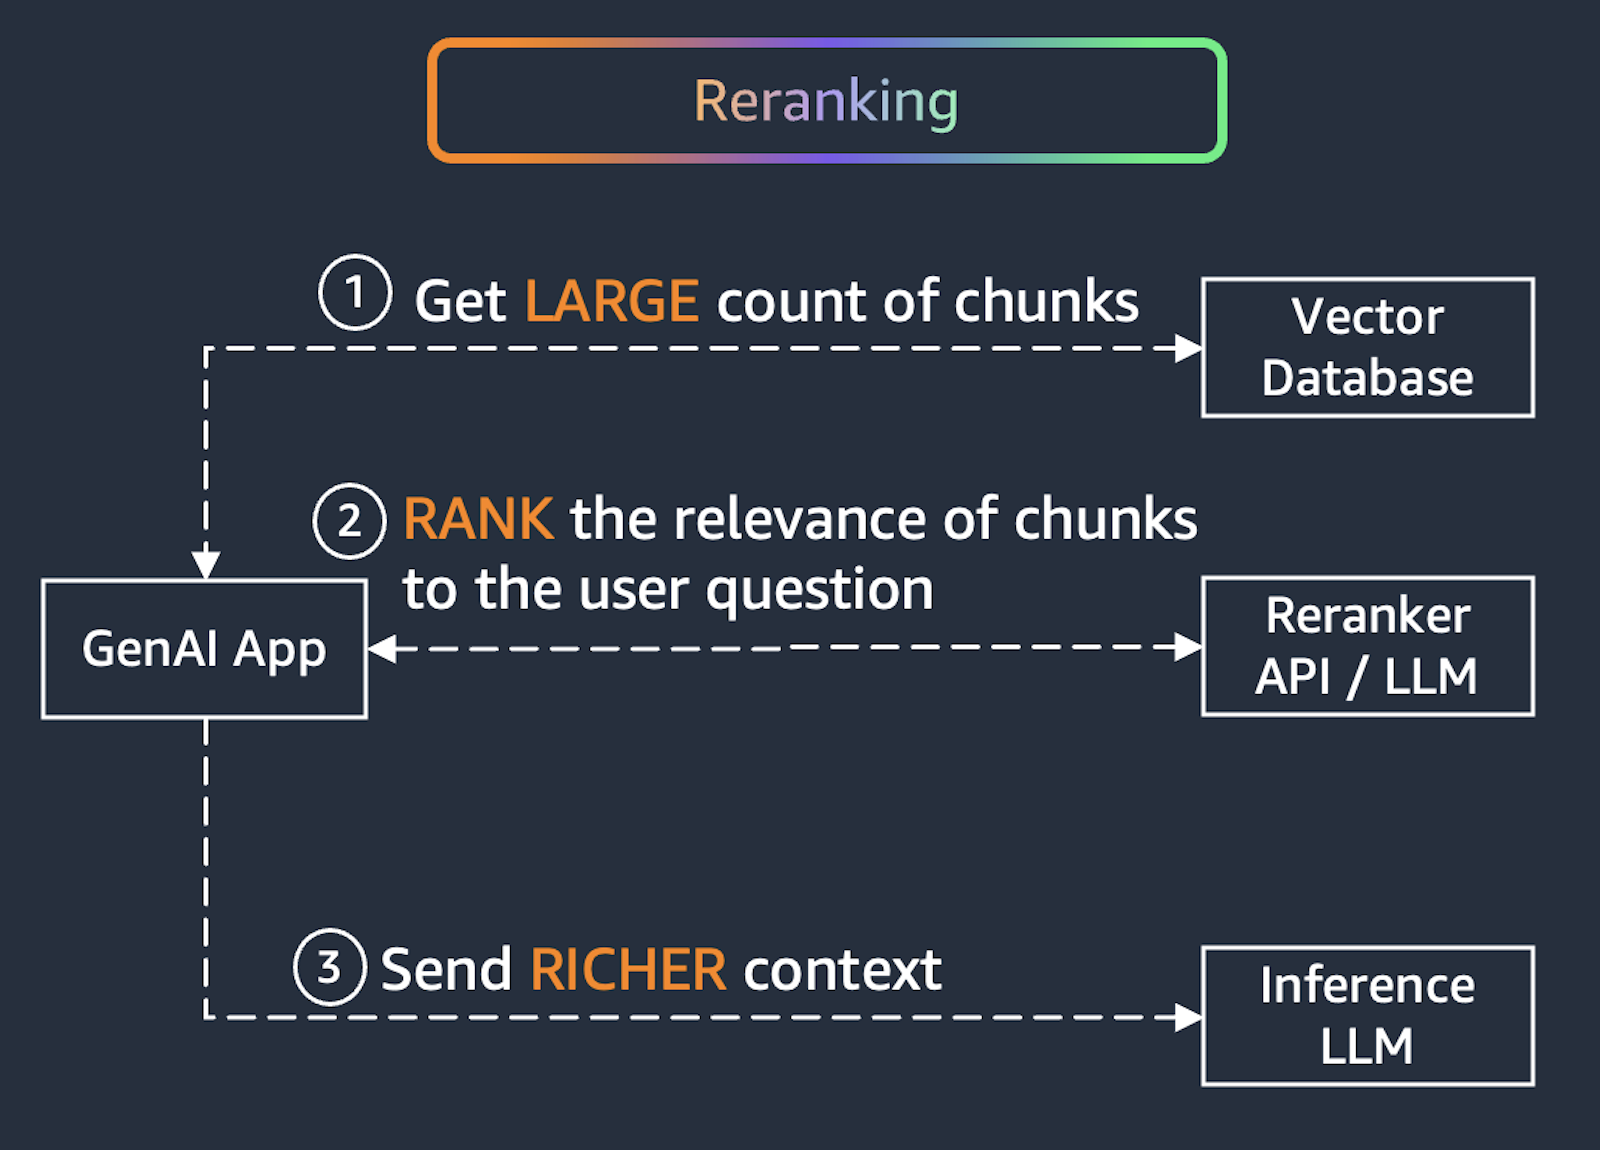 Reranking
1 Get LARGE count of chunks
Vector
Database
2 RANK the relevance of chunks
to the user question
GenAI App
Reranker
API / LLM
3 Send RICHER context
Inference
LLM